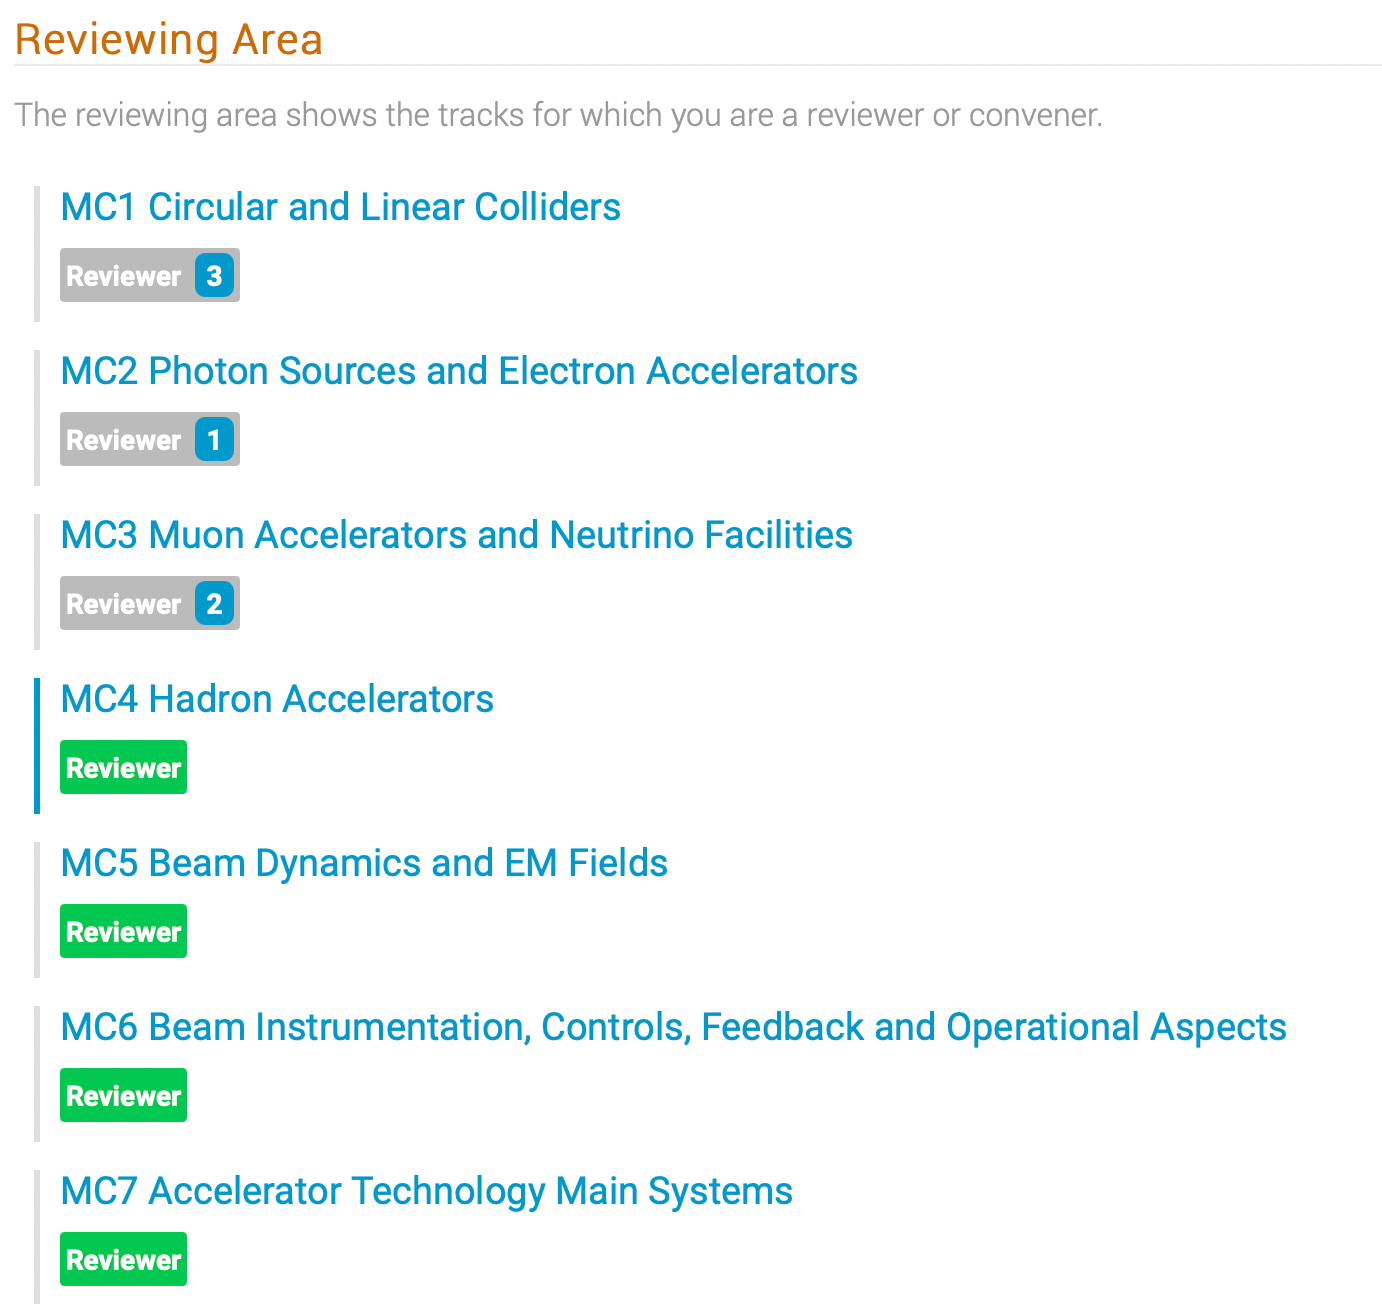 Reviewing Area
The reviewing area shows the tracks for which you are a reviewer or convener.
MC1 Circular and Linear Colliders
Reviewer 3
MC2 Photon Sources and Electron Accelerators
Reviewer 1
MC3 Muon Accelerators and Neutrino Facilities
Reviewer 2
MC4 Hadron Accelerators
Reviewer
MC5 Beam Dynamics and EM Fields
Reviewer
MC6 Beam Instrumentation, Controls, Feedback and Operational Aspects
Reviewer
MC7 Accelerator Technology Main Systems
Reviewer